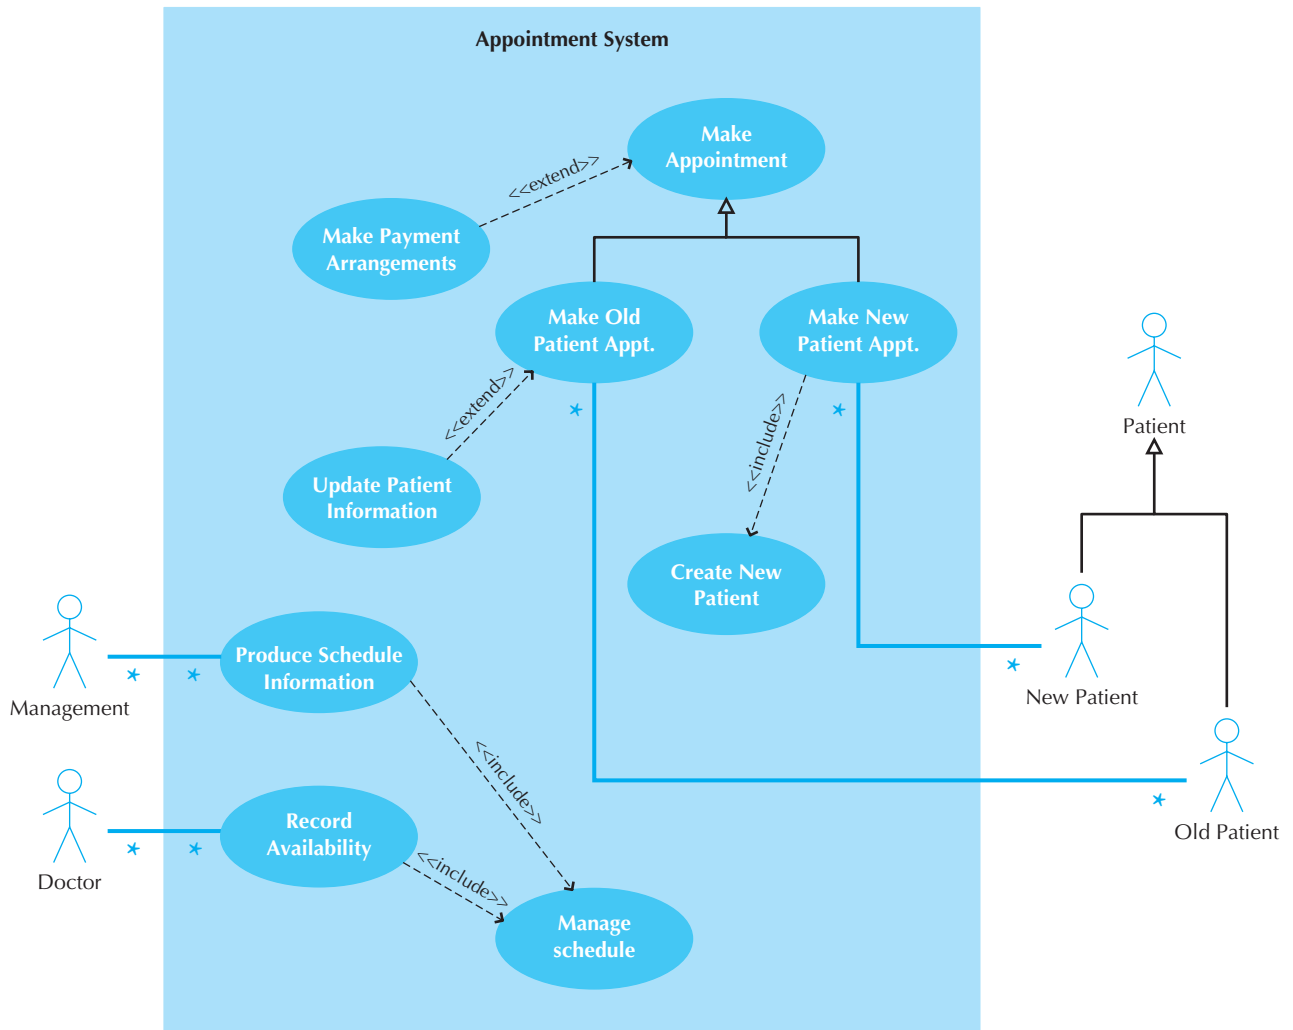 Appointment System
Make
Appointment
<<extend>>
Make Payment
Arrangements
Make Old
Patient Appt.
Make New
Patient Appt.
<<extend>>
<<include>>
Patient
Update Patient
Information
Create New
Patient
*
*
Produce Schedule
Information
*
*
Management
*
New Patient
<<include>>
Record
Availability
*
*
Doctor
<<include>>
*
Old Patient
Manage
schedule